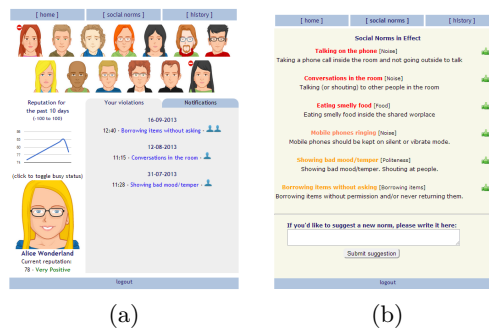 [ home ] [ social norms ] [ history ]
Reputation for
the past 10 days
(-100 to 100)
(click to toggle busy status)
Alice Wonderland
Current reputation:
78 - Very Positive
Your violations Notifications
16-09-2013
12:40 - Borrowing items without asking -
12-08-2013
11:15 - Conversations in the room -
31-07-2013
11:28 - Showing bad mood/temper -
logout
(a)
[ home ] [ social norms ] [ history ]
Social Norms in Effect
Talking on the phone [Noise]
Taking a phone call inside the room and not going outside to talk
Conversations in the room [Noise]
Talking (or shouting) to other people in the room
Eating smelly food [Food]
Eating smelly food inside the shared worplace
Mobile phones ringing [Noise]
Mobile phones should be kept on silent or vibrate mode.
Showing bad mood/temper [Politeness]
Showing bad mood/temper. Shouting at people.
Borrowing items without asking [Borrowing items]
Borrowing items without permission and/or never returning them.
If you'd like to suggest a new norm, please write it here:
Submit suggestion
logout
(b)